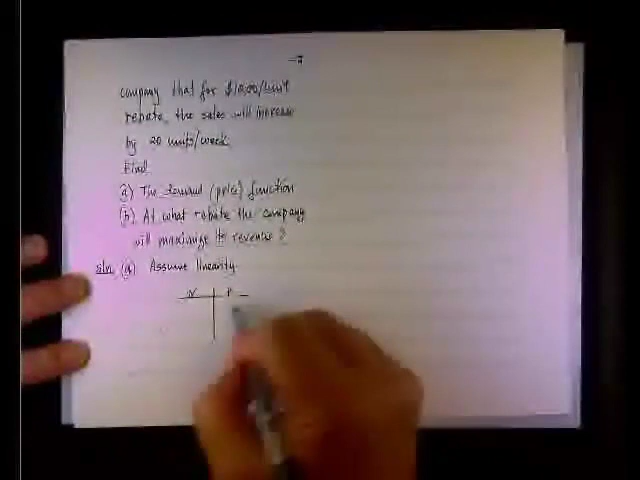 company that for $10.00/unit
rebate, the sales will increase
by 20 units/week.
Find
a) The demand (price) function
(b) At what rebate the company
will maximize its revenue?
Sln (a) Assume linearity
N P